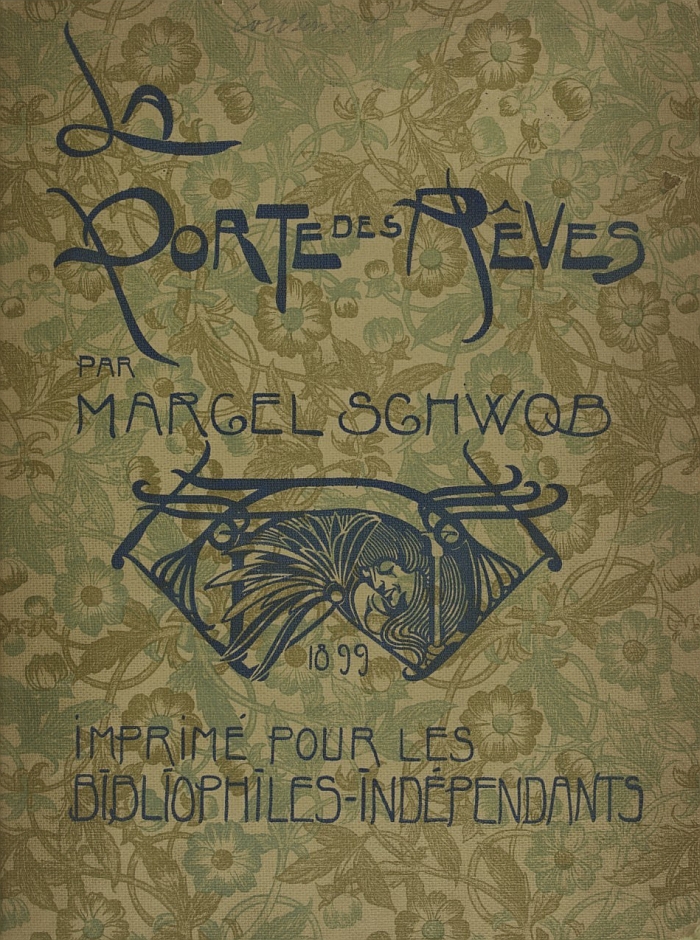 La
PORTE DES RÊVES
PAR
MARCEL SCHWOB
1899
IMPRIMÉ POUR LES
BIBLIOPHILES-INDÉPENDANTS